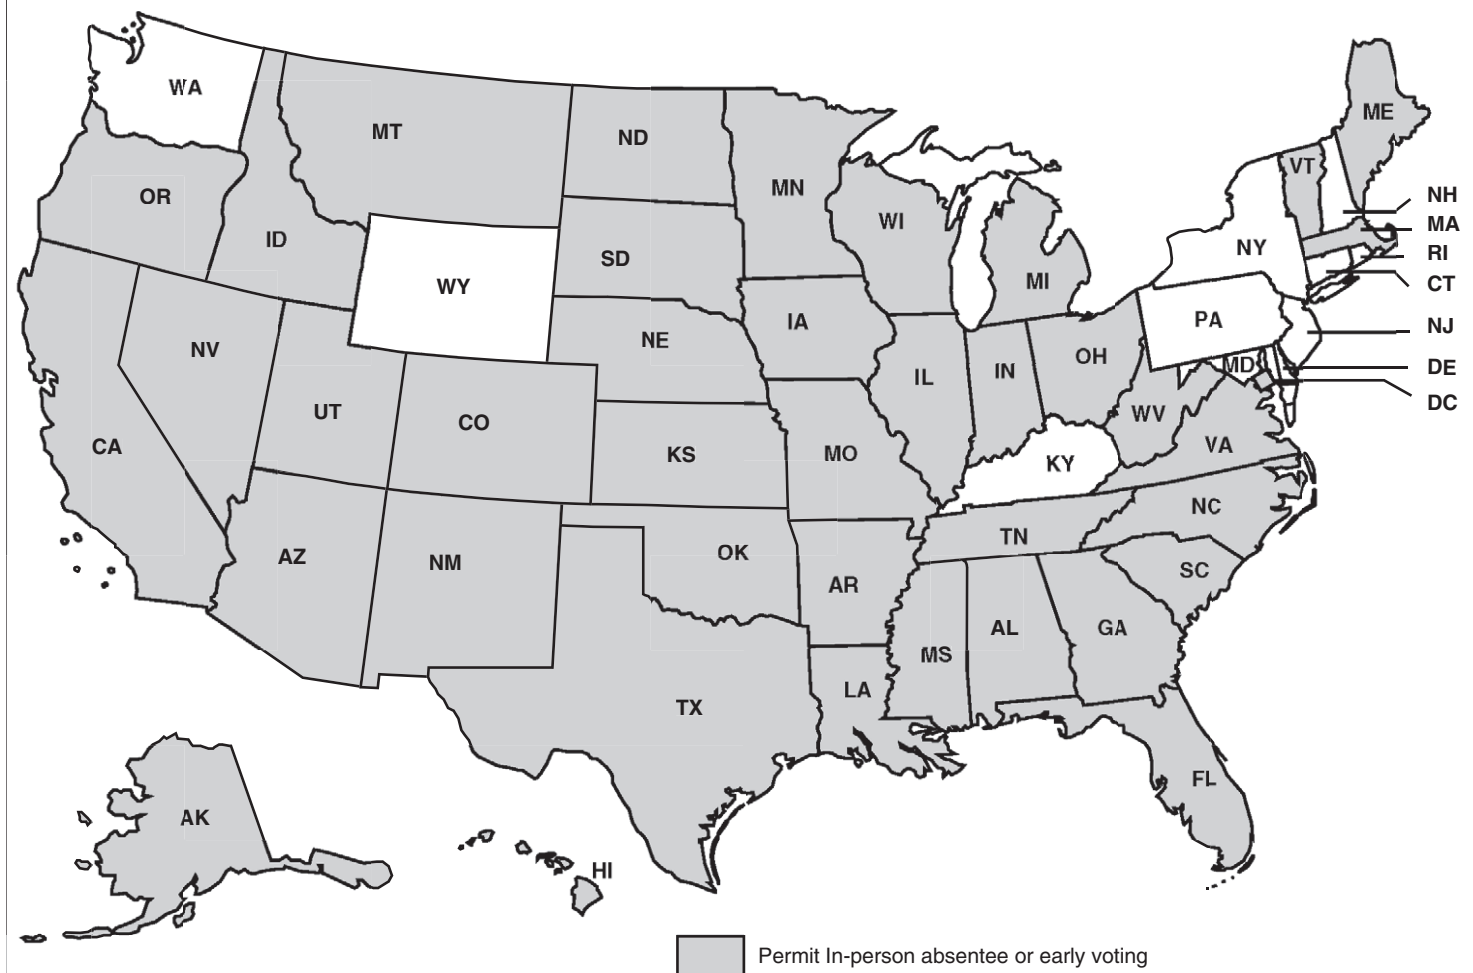 WA
MT
ND
MN
ME
VT
OR
ID
SD
WI
MI
NY
NH
MA
RI
CT
WY
NV
NE
IA
PA
NJ
UT
CO
IL
IN
OH
MD
DE
DC
CA
KS
MO
KY
WV
VA
AZ
NM
OK
AR
TN
NC
SC
TX
LA
MS
AL
GA
FL
AK
HI
Permit In-person absentee or early voting